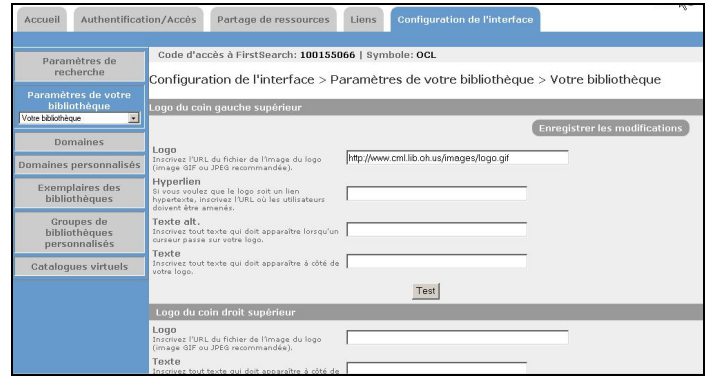 Accueil
Authentification/Accès
Partage de ressources
Liens
Configuration de l'interface
Code d'accès à FirstSearch: 100155066 | Symbole: OCL
Paramètres de
recherche
Paramètres de votre
bibliothèque
Votre bibliothèque
Domaines
Domaines personnalisés
Exemplaires des
bibliothèques
Groupes de
bibliothèques
personnalisés
Catalogues virtuels
Configuration de l'interface > Paramètres de votre bibliothèque > Votre bibliothèque
Logo du coin gauche supérieur
Enregistrer les modifications
Logo
Inscrivez l'URL du fichier de l'image du logo
(image GIF ou JPEG recommandée).
http://www.cml.lib.oh.us/images/logo.gif
Hyperlien
Si vous voulez que le logo soit un lien
hypertexte, inscrivez l'URL où les utilisateurs
doivent être amenés.
Texte alt.
Inscrivez tout texte qui doit apparaître lorsqu'un
curseur passe sur votre logo.
Texte
Inscrivez tout texte qui doit apparaître à côté de
votre logo.
Test
Logo du coin droit supérieur
Logo
Inscrivez l'URL du fichier de l'image du logo
(image GIF ou JPEG recommandée).
Texte
Inscrivez tout texte qui doit apparaître à côté de